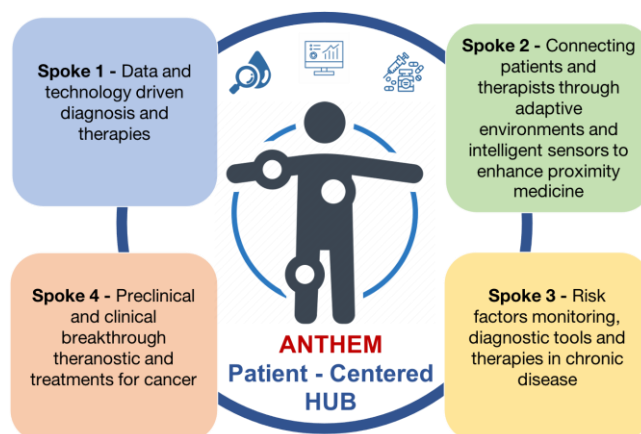 Spoke 1 - Data and
technology driven
diagnosis and
therapies
Spoke 2 - Connecting
patients and
therapists through
adaptive
environments and
intelligent sensors to
enhance proximity
medicine
Spoke 4 - Preclinical
and clinical
breakthrough
theranostic and
treatments for cancer
Spoke 3 - Risk
factors monitoring,
diagnostic tools and
therapies in chronic
disease
ANTHEM
Patient - Centered
HUB